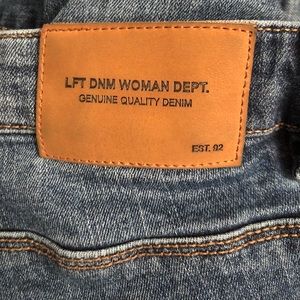 LFT DNM WOMAN DEPT.
GENUINE QUALITY DENIM
EST. 92